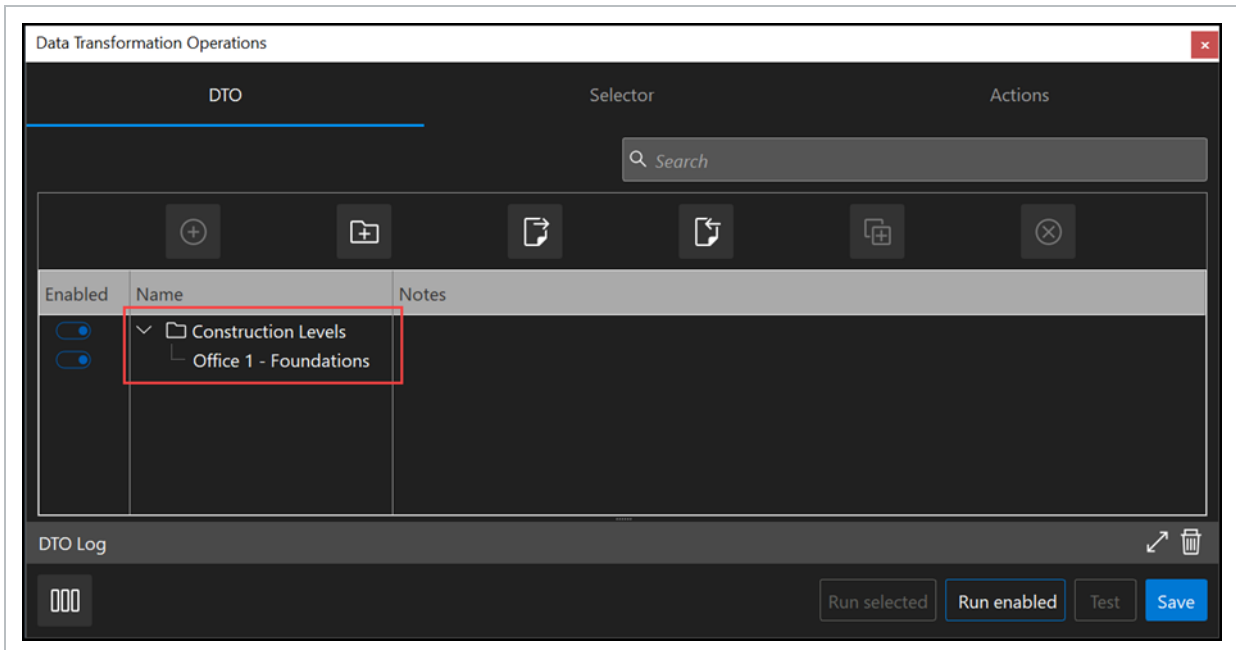 Data Transformation Operations
DTO Selector Actions
Search
Enabled Name Notes
Construction Levels
Office 1 - Foundations
DTO Log
Run selected Run enabled Test Save